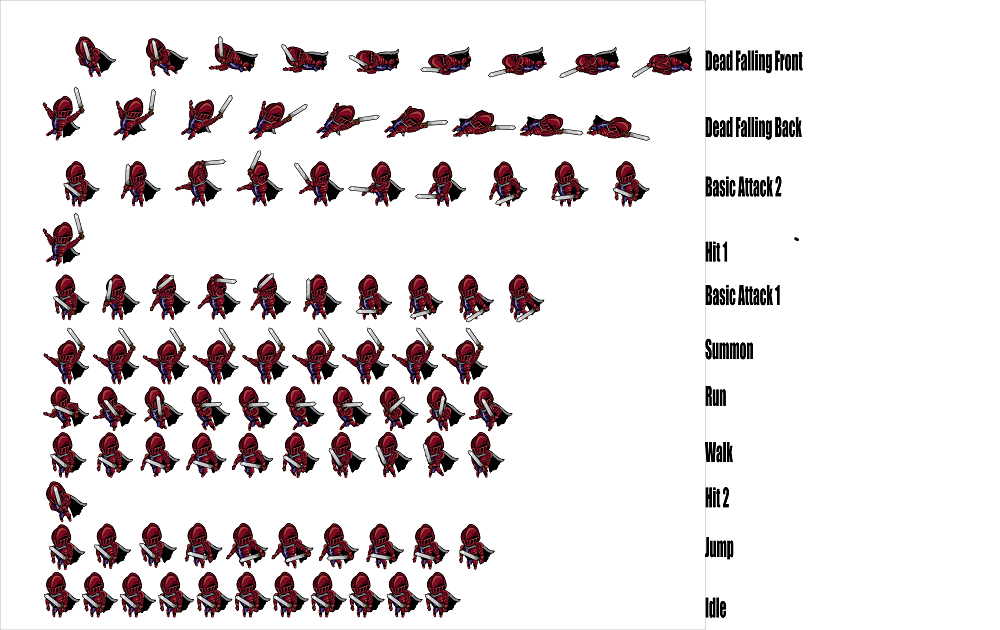 Dead Falling Front
Dead Falling Back
Basic Attack 2
Hit 1
Basic Attack 1
Summon
Run
Walk
Hit 2
Jump
Idle